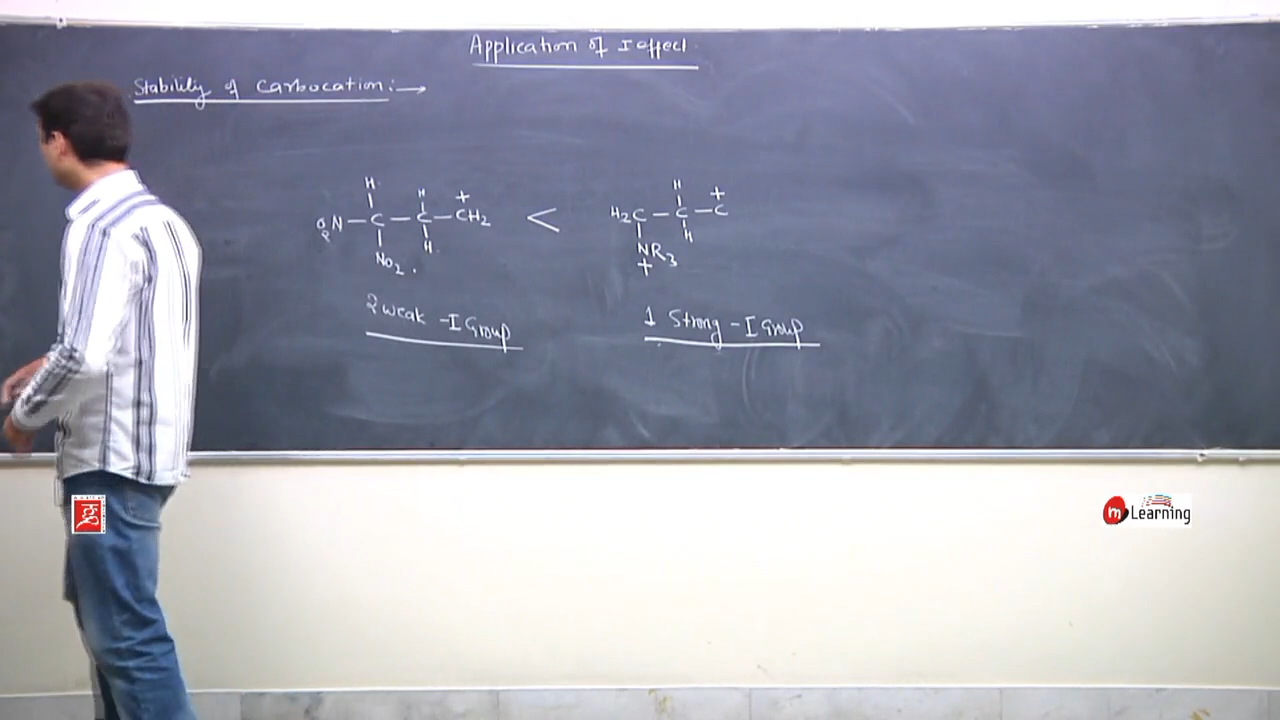 Application of I effect.
Stability of Carbocation:→
H H +
O₂N – C – C – CH₂ < H₂C – C – C
NO₂ H NR₃ H
+
2 weak -I Group
1 Strong -I Group
m Learning